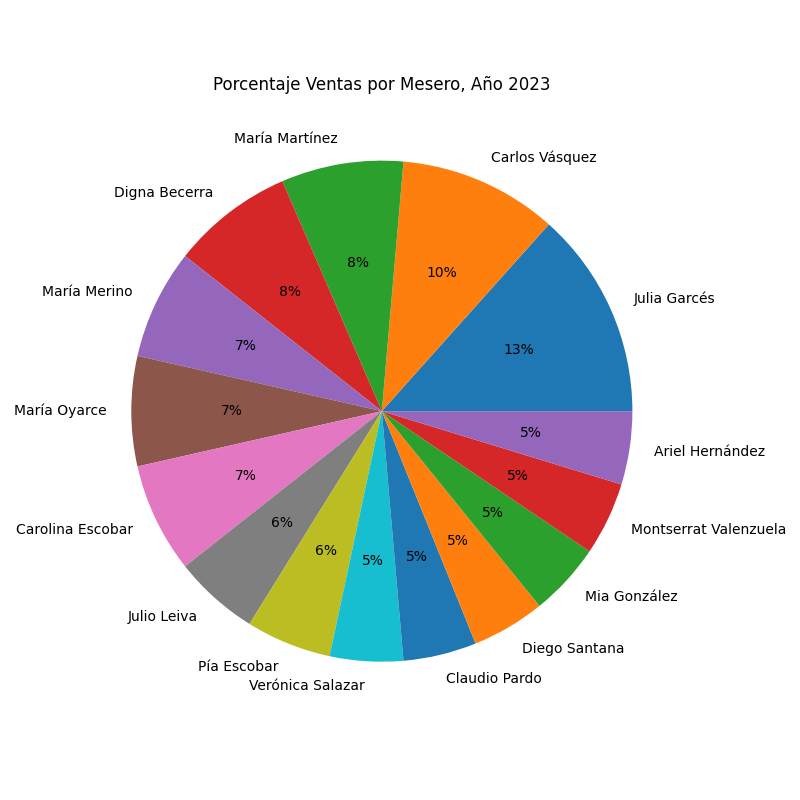 Porcentaje Ventas por Mesero, Año 2023
María Martínez
Carlos Vásquez
Digna Becerra
8%
10%
8%
María Merino
Julia Garcés
7%
13%
María Oyarce
7%
5%
Ariel Hernández
7%
5%
Carolina Escobar
6%
5%
Montserrat Valenzuela
6%
5%
5%
5%
Julio Leiva
Mia González
Pía Escobar
Diego Santana
Verónica Salazar
Claudio Pardo